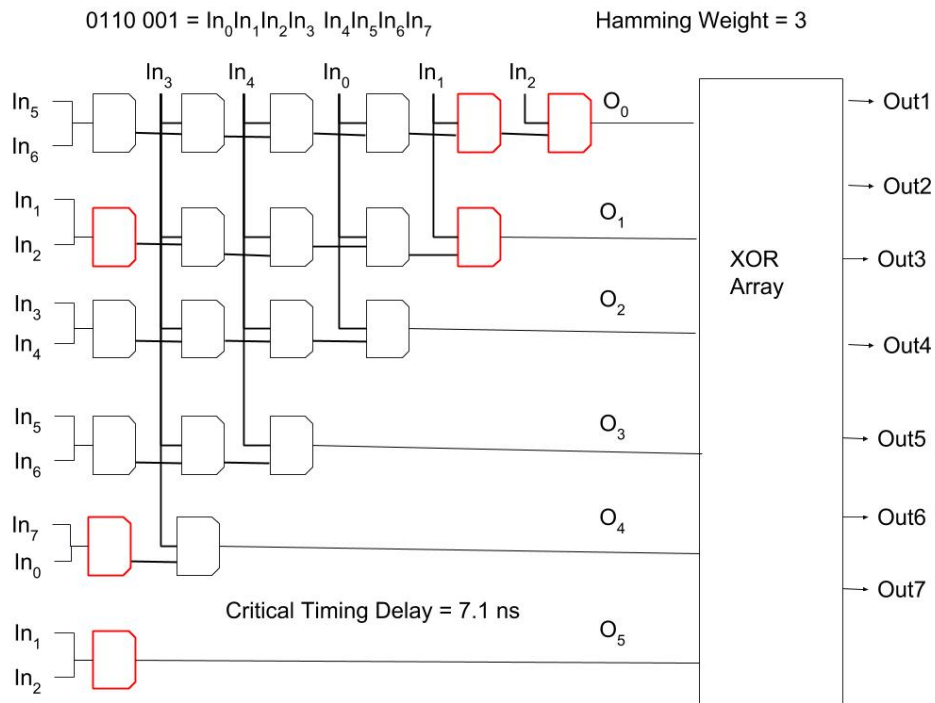 0110 001 = In₀In₁In₂In₃ In₄In₅In₆In₇
Hamming Weight = 3
In₃ In₄ In₀ In₁ In₂
In₅
In₆
O₀
Out1
In₁
In₂
O₁
Out2
XOR
Array
Out3
In₃
In₄
O₂
Out4
In₅
In₆
O₃
Out5
In₇
In₀
O₄
Out6
Out7
Critical Timing Delay = 7.1 ns
In₁
In₂
O₅